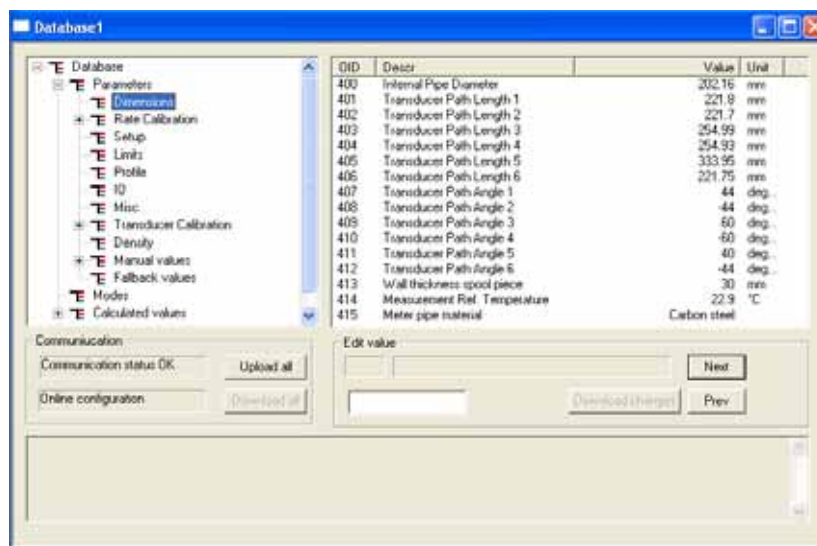 Database1
Database
Parameters
Dimensions
Rate Calibration
Setup
Limits
Profile
IO
Misc.
Transducer Calibration
Density
Manual values
Fallback values
Modes
Calculated values
OID Descr Value Unit
400 Internal Pipe Diameter 202.16 mm
401 Transducer Path Length 1 221.8 mm
402 Transducer Path Length 2 221.7 mm
403 Transducer Path Length 3 254.99 mm
404 Transducer Path Length 4 254.93 mm
405 Transducer Path Length 5 333.95 mm
406 Transducer Path Length 6 221.75 mm
407 Transducer Path Angle 1 44 deg...
408 Transducer Path Angle 2 -44 deg...
409 Transducer Path Angle 3 60 deg...
410 Transducer Path Angle 4 -60 deg...
411 Transducer Path Angle 5 40 deg...
412 Transducer Path Angle 6 -44 deg...
413 Wall thickness spool piece 30 mm
414 Measurement Ref. Temperature 22.9 °C
415 Meter pipe material Carbon steel
Communiucation
Communication status OK
Upload all
Online configuration
Download all
Edit value
Next
Download changes
Prev